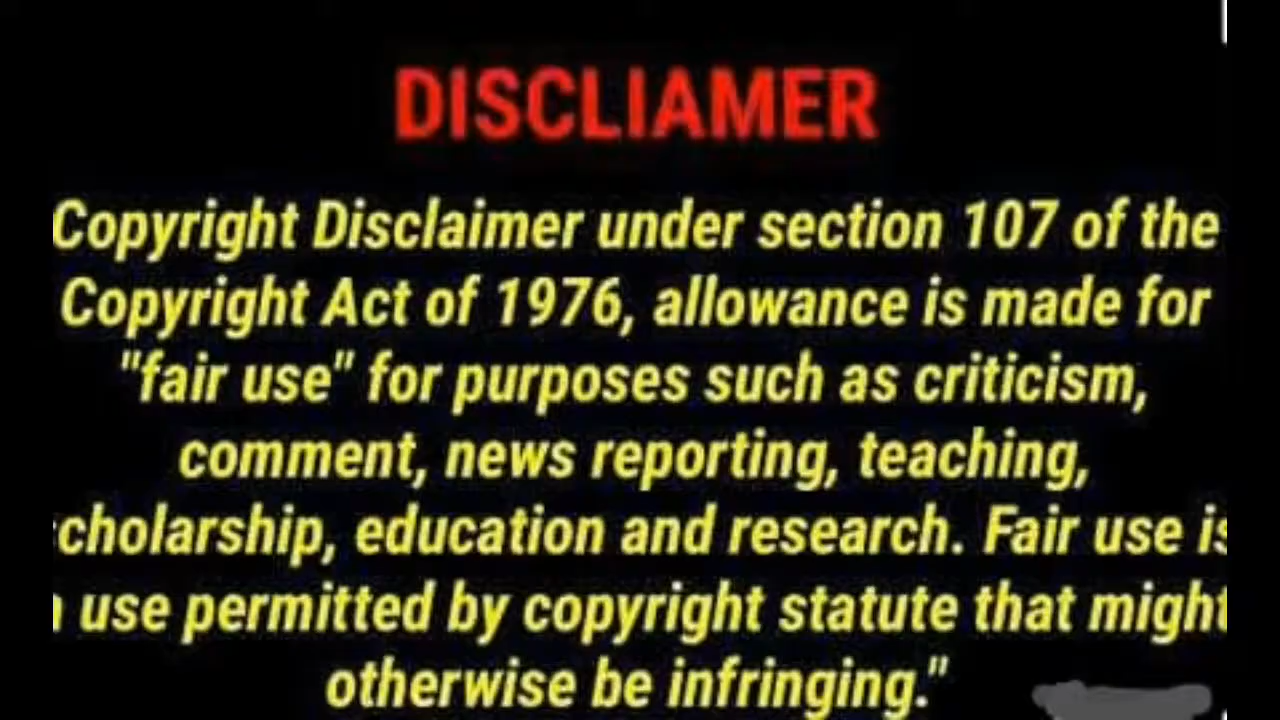 DISCLIAMER
Copyright Disclaimer under section 107 of the
Copyright Act of 1976, allowance is made for
"fair use" for purposes such as criticism,
comment, news reporting, teaching,
cholarship, education and research. Fair use is
use permitted by copyright statute that might
otherwise be infringing."